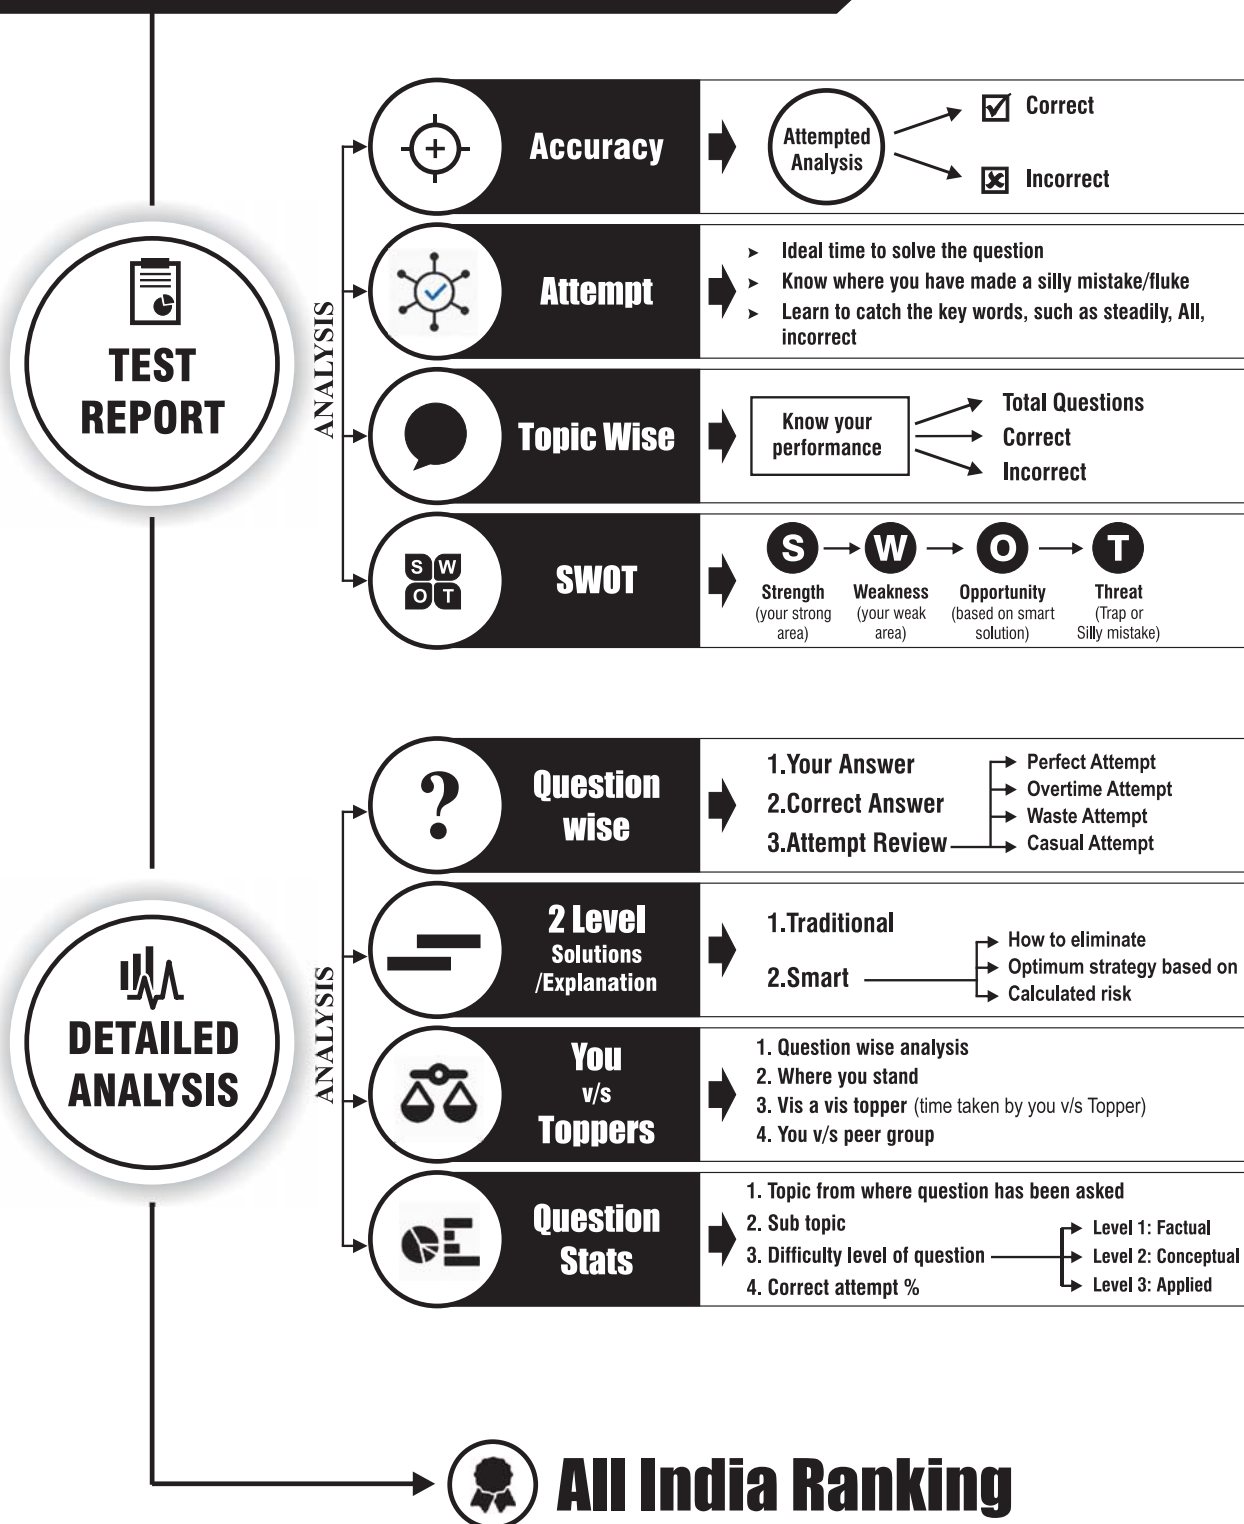 TEST
REPORT
ANALYSIS
Accuracy
Attempted
Analysis
Correct
Incorrect
Attempt
➤ Ideal time to solve the question
➤ Know where you have made a silly mistake/fluke
➤ Learn to catch the key words, such as steadily, All,
incorrect
Topic Wise
Know your
performance
Total Questions
Correct
Incorrect
S W
O T
SWOT
S W O T
Strength Weakness Opportunity Threat
(your strong (your weak (based on smart (Trap or
area) area) solution) Silly mistake)
DETAILED
ANALYSIS
ANALYSIS
?
Question
wise
1.Your Answer
2.Correct Answer
3.Attempt Review
Perfect Attempt
Overtime Attempt
Waste Attempt
Casual Attempt
2 Level
Solutions
/Explanation
1.Traditional
2.Smart
How to eliminate
Optimum strategy based on
Calculated risk
You
v/s
Toppers
1. Question wise analysis
2. Where you stand
3. Vis a vis topper (time taken by you v/s Topper)
4. You v/s peer group
Question
Stats
1. Topic from where question has been asked
2. Sub topic
3. Difficulty level of question
4. Correct attempt %
Level 1: Factual
Level 2: Conceptual
Level 3: Applied
All India Ranking